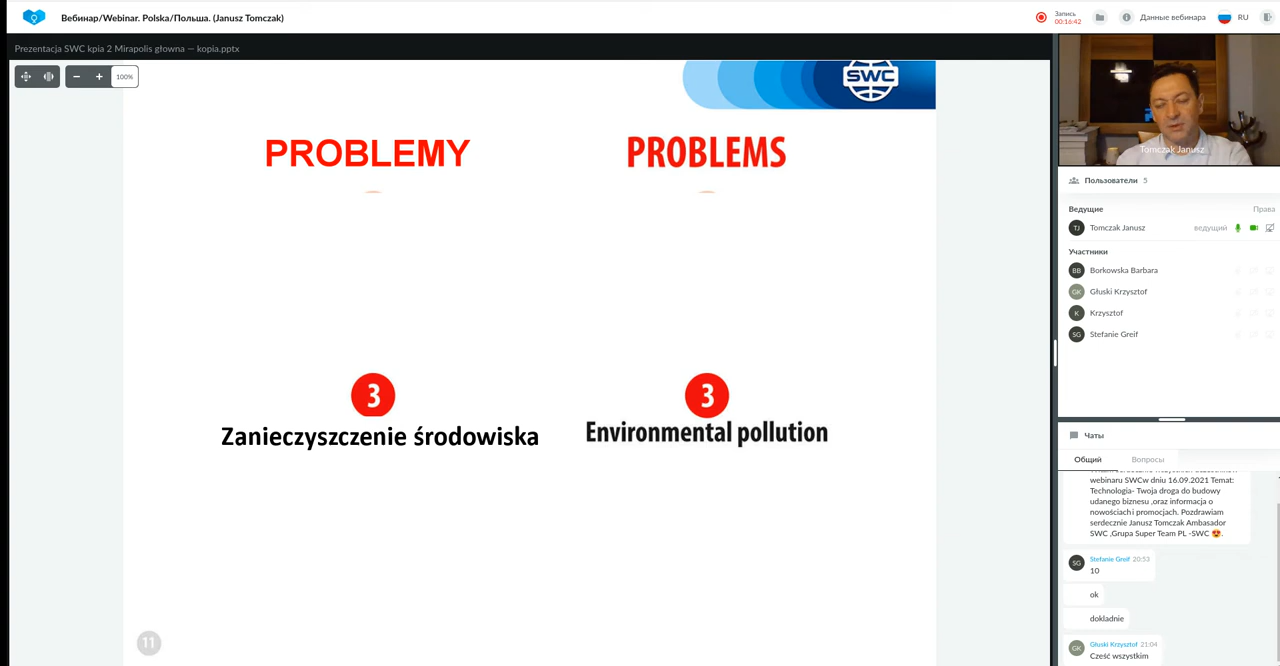 Вебинар/Webinar. Polska/Польша. (Janusz Tomczak)
Запись
00:16:42
Данные вебинара
RU
Prezentacja SWC kpia 2 Mirapolis głowna — kopia.pptx
100%
SWC
PROBLEMY
PROBLEMS
3
Zanieczyszczenie środowiska
3
Environmental pollution
11
Tomczak Janusz
Пользователи 5
Ведущие
Права
TJ Tomczak Janusz ведущий
Участники
BB Borkowska Barbara
GK Głuski Krzysztof
K Krzysztof
SG Stefanie Greif
Чаты
Общий
Вопросы
webinaru SWCw dniu 16.09.2021 Temat:
Technologia- Twoja droga do budowy
udanego biznesu ,oraz informacja o
nowościach i promocjach. Pozdrawiam
serdecznie Janusz Tomczak Ambasador
SWC ,Grupa Super Team PL -SWC 😍.
SG Stefanie Greif 20:53
10
ok
dokladnie
GK Głuski Krzysztof 21:04
Cześć wszystkim